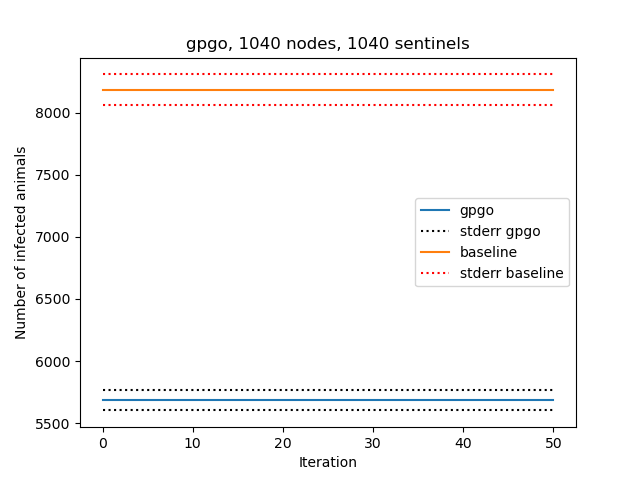 gpgo, 1040 nodes, 1040 sentinels
Number of infected animals
8000
7500
7000
6500
6000
5500
gpgo
stderr gpgo
baseline
stderr baseline
0 10 20 30 40 50
Iteration